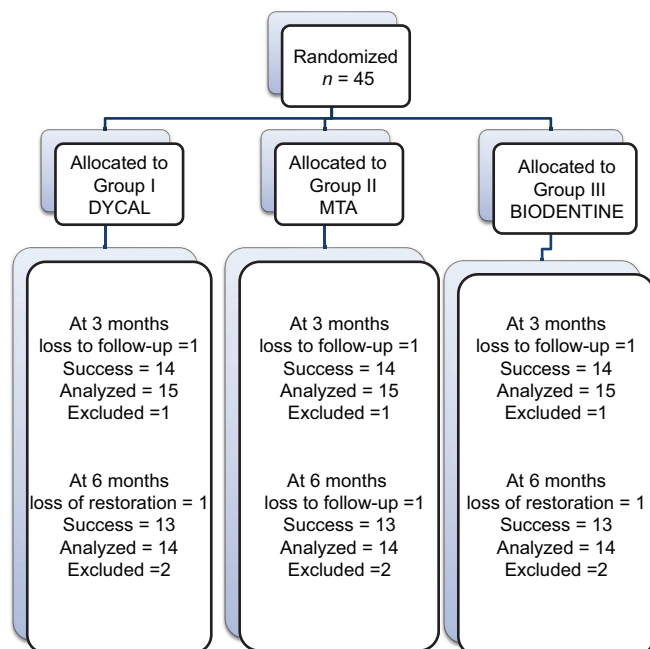 Randomized
n = 45
Allocated to
Group I
DYCAL
Allocated to
Group II
MTA
Allocated to
Group III
BIODENTINE
At 3 months
loss to follow-up =1
Success = 14
Analyzed = 15
Excluded =1
At 6 months
loss of restoration = 1
Success = 13
Analyzed = 14
Excluded =2
At 3 months
loss to follow-up =1
Success = 14
Analyzed = 15
Excluded =1
At 6 months
loss to follow-up =1
Success = 13
Analyzed = 14
Excluded =2
At 3 months
loss to follow-up =1
Success = 14
Analyzed = 15
Excluded =1
At 6 months
loss of restoration = 1
Success = 13
Analyzed = 14
Excluded =2